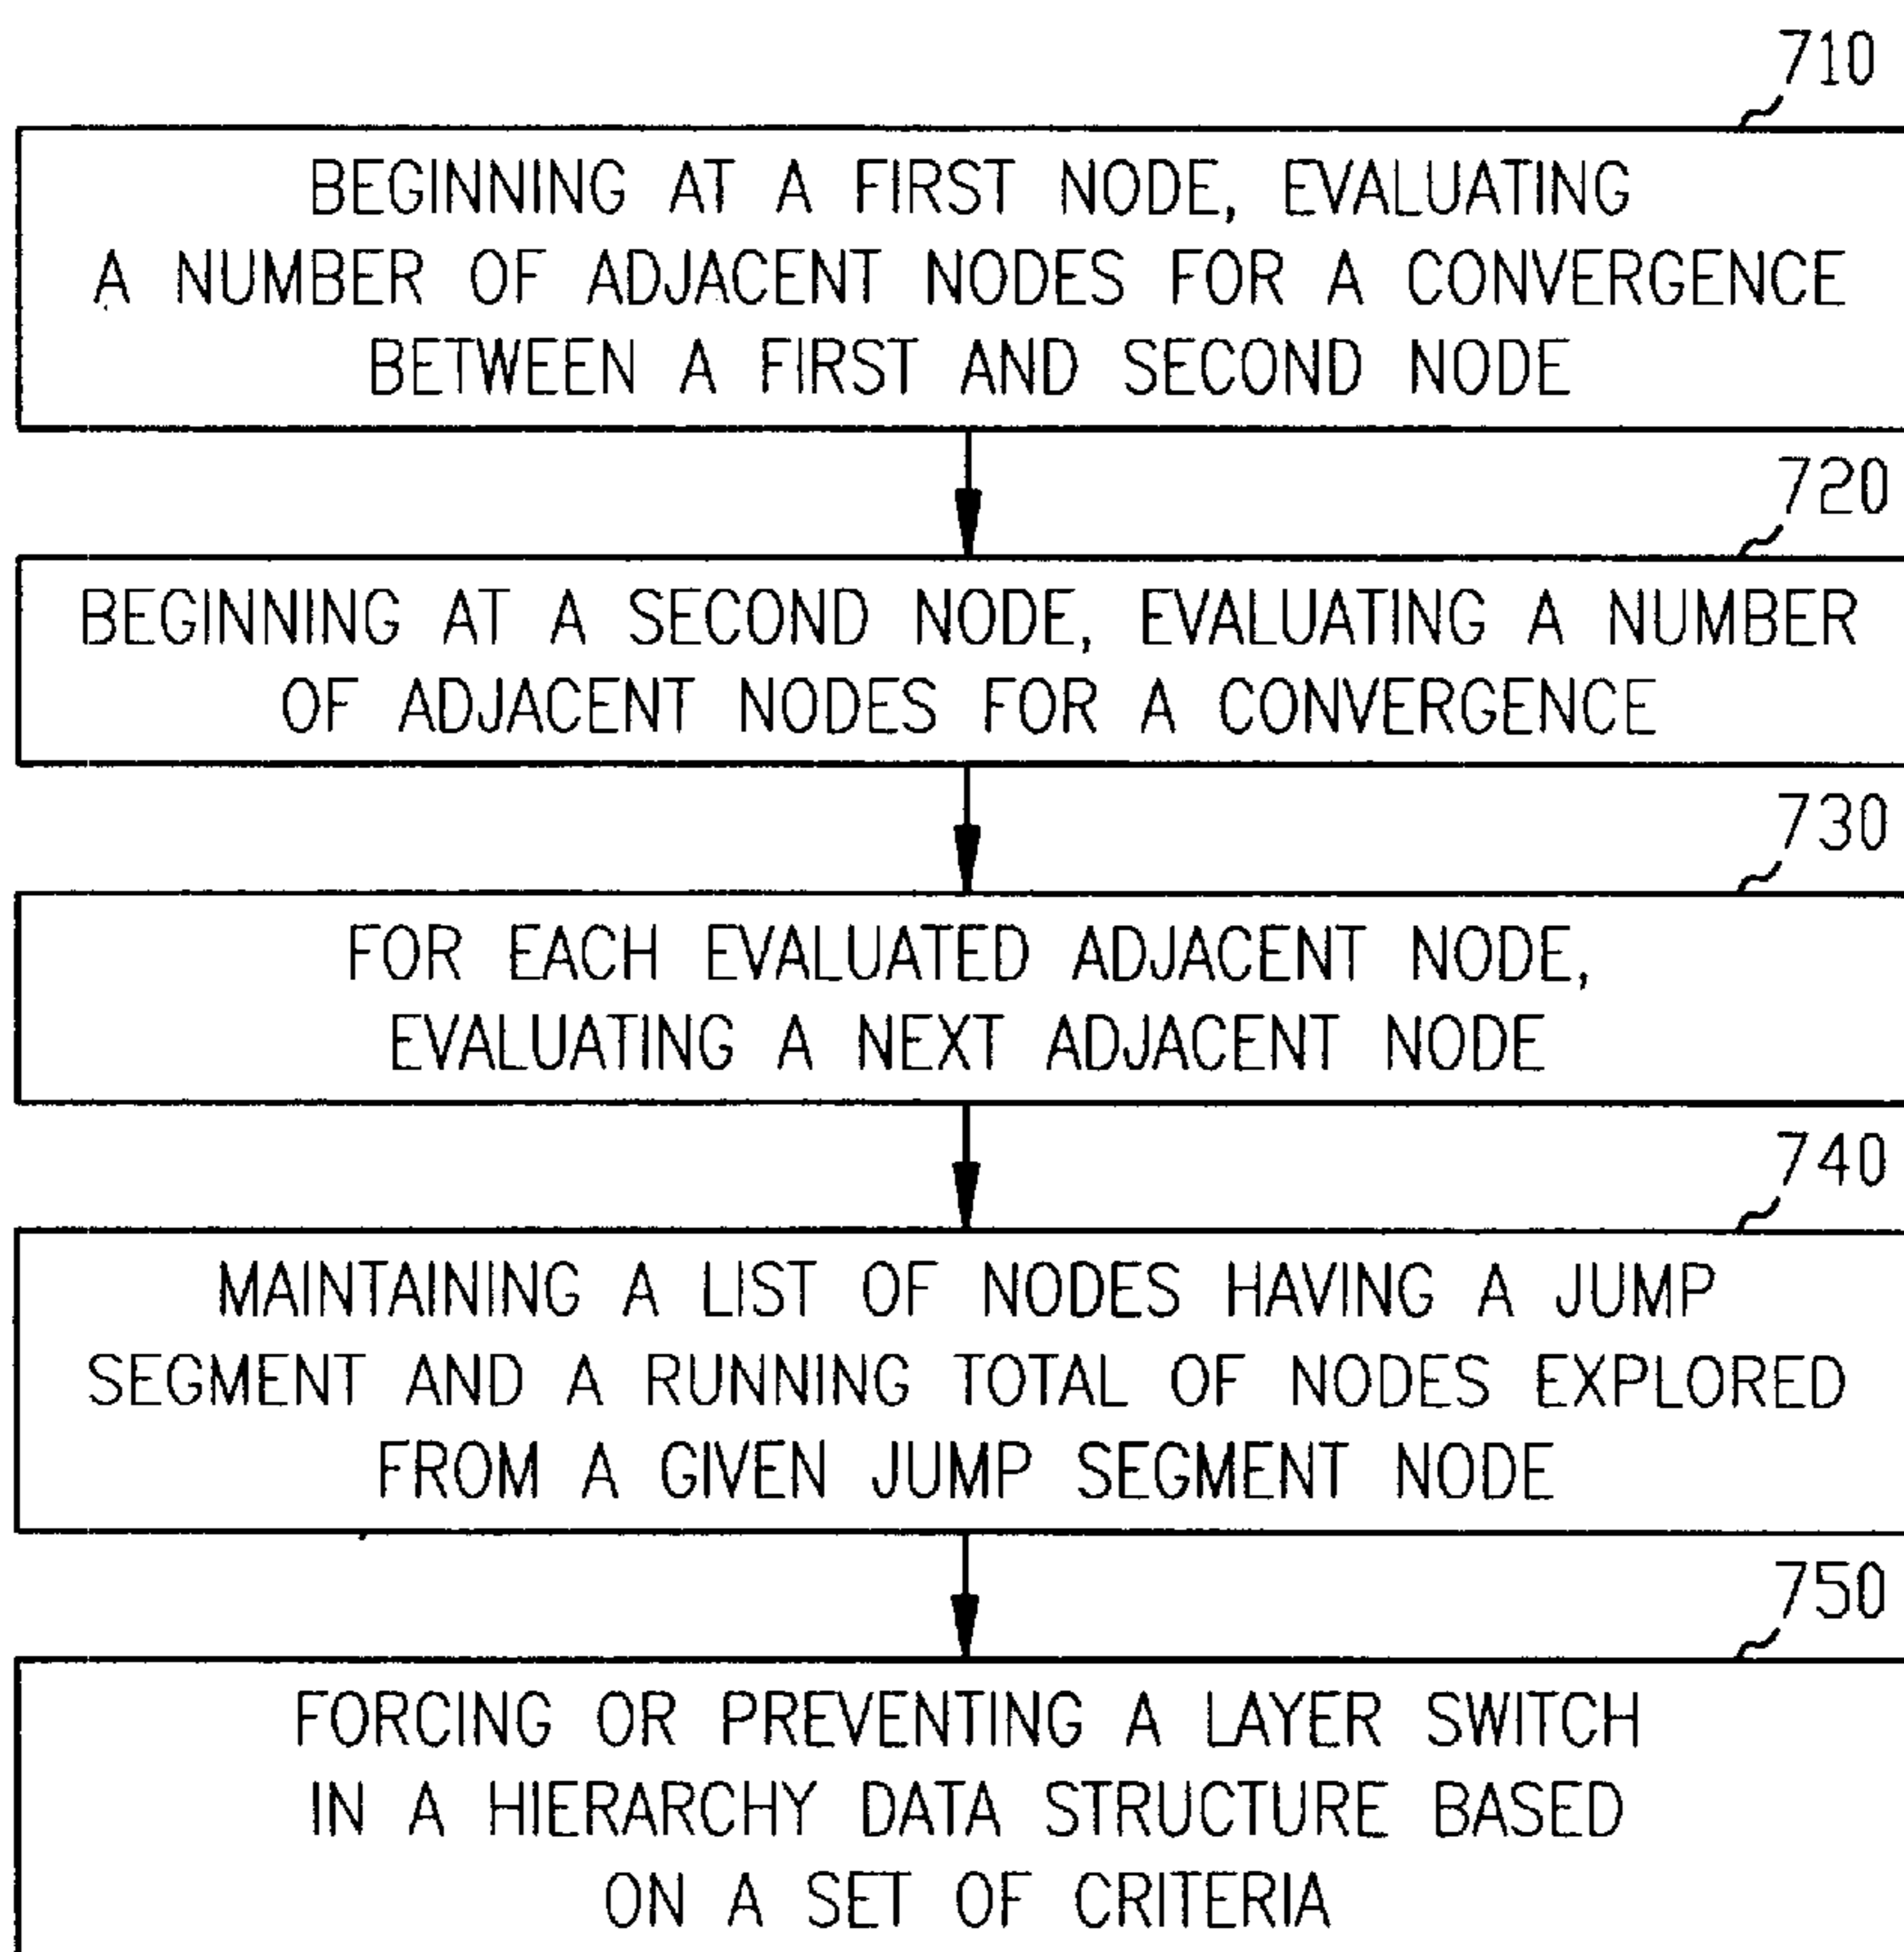 710
BEGINNING AT A FIRST NODE, EVALUATING
A NUMBER OF ADJACENT NODES FOR A CONVERGENCE
BETWEEN A FIRST AND SECOND NODE
720
BEGINNING AT A SECOND NODE, EVALUATING A NUMBER
OF ADJACENT NODES FOR A CONVERGENCE
730
FOR EACH EVALUATED ADJACENT NODE,
EVALUATING A NEXT ADJACENT NODE
740
MAINTAINING A LIST OF NODES HAVING A JUMP
SEGMENT AND A RUNNING TOTAL OF NODES EXPLORED
FROM A GIVEN JUMP SEGMENT NODE
750
FORCING OR PREVENTING A LAYER SWITCH
IN A HIERARCHY DATA STRUCTURE BASED
ON A SET OF CRITERIA